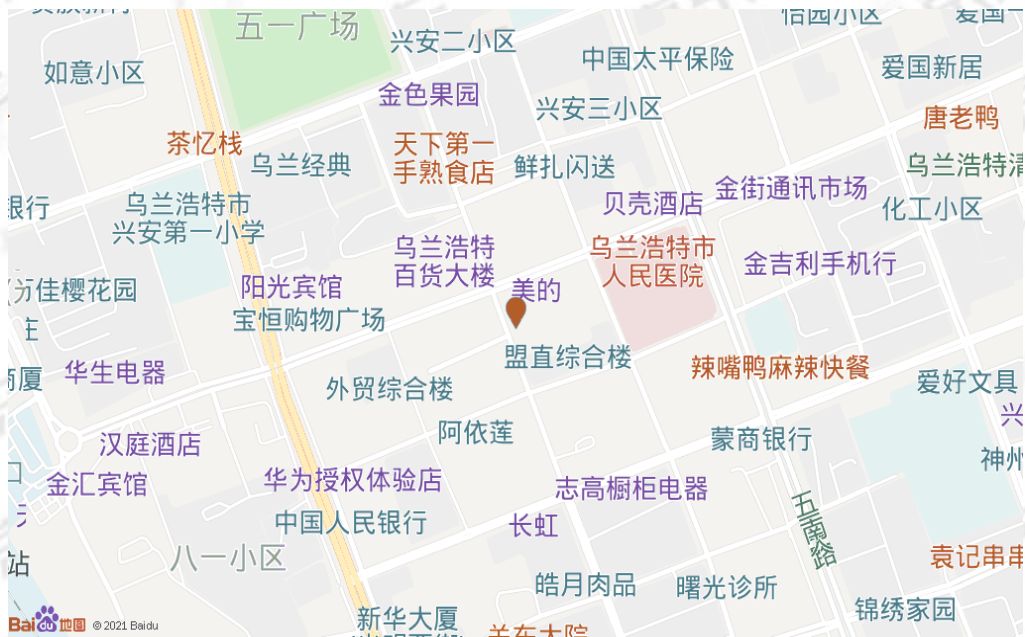 五一广场
兴安二小区
怡园小区
爱国一
如意小区
中国太平保险
爱国新居
金色果园
兴安三小区
唐老鸭
茶忆栈
乌兰经典
天下第一
手熟食店
鲜扎闪送
乌兰浩特清
银行
乌兰浩特市
兴安第一小学
贝壳酒店
金街通讯市场
化工小区
乌兰浩特
百货大楼
乌兰浩特市
人民医院
金吉利手机行
佳樱花园
阳光宾馆
美的
宝恒购物广场
盟直综合楼
商厦
华生电器
外贸综合楼
辣嘴鸭麻辣快餐
爱好文具
兴
阿依莲
汉庭酒店
蒙商银行
神州
金汇宾馆
华为授权体验店
志高橱柜电器
中国人民银行
长虹
五南路
站
八一小区
袁记串串
皓月肉品
曙光诊所
锦绣家园
新华大厦
Bai du 地图
© 2021 Baidu